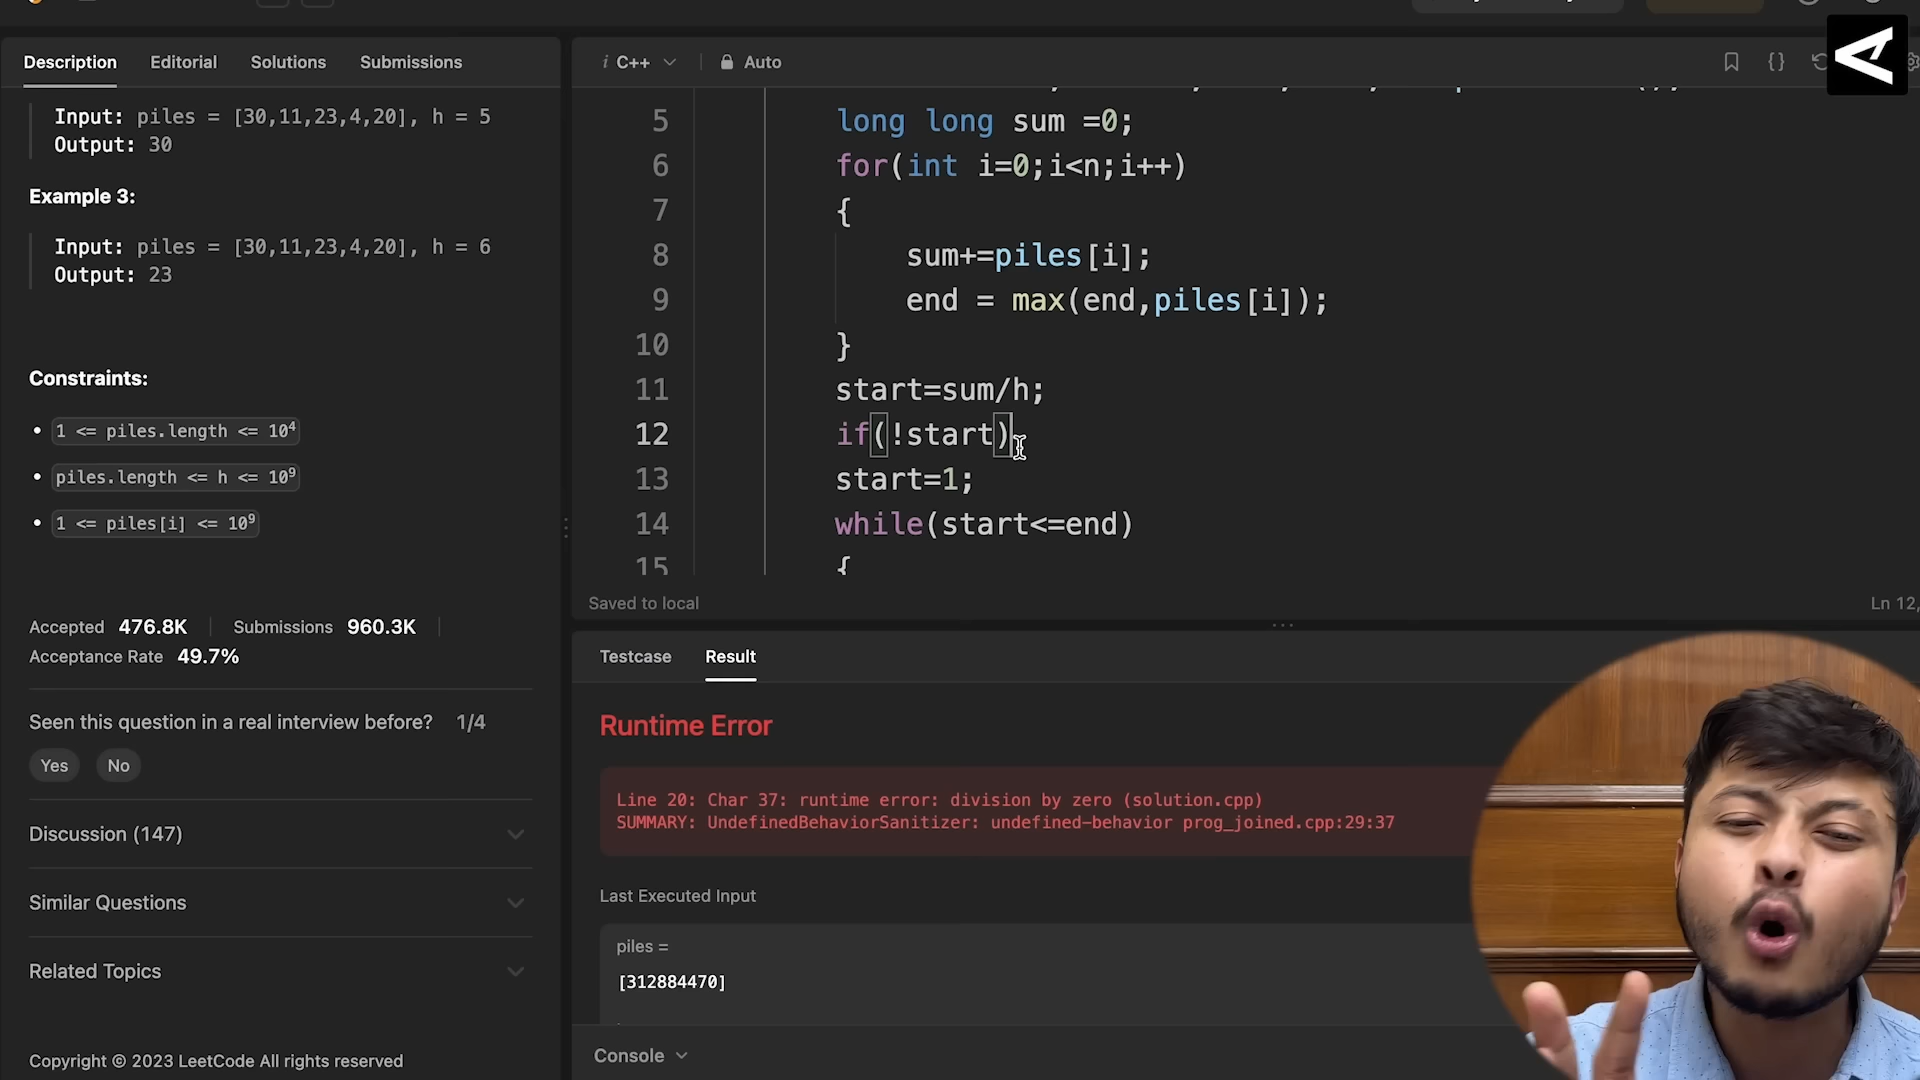 Description Editorial Solutions Submissions
Input: piles = [30,11,23,4,20], h = 5
Output: 30
Example 3:
Input: piles = [30,11,23,4,20], h = 6
Output: 23
Constraints:
• 1 <= piles.length <= 10⁴
• piles.length <= h <= 10⁹
• 1 <= piles[i] <= 10⁹
Accepted 476.8K Submissions 960.3K
Acceptance Rate 49.7%
Seen this question in a real interview before? 1/4
Yes No
Discussion (147)
Similar Questions
Related Topics
Copyright © 2023 LeetCode All rights reserved
i C++ Auto {}
5 long long sum =0;
6 for(int i=0;i<n;i++)
7 {
8 sum+=piles[i];
9 end = max(end,piles[i]);
10 }
11 start=sum/h;
12 if(!start)
13 start=1;
14 while(start<=end)
15 {
Saved to local Ln 12,
Testcase Result
Runtime Error
Line 20: Char 37: runtime error: division by zero (solution.cpp)
SUMMARY: UndefinedBehaviorSanitizer: undefined-behavior prog_joined.cpp:29:37
Last Executed Input
piles =
[312884470]
Console